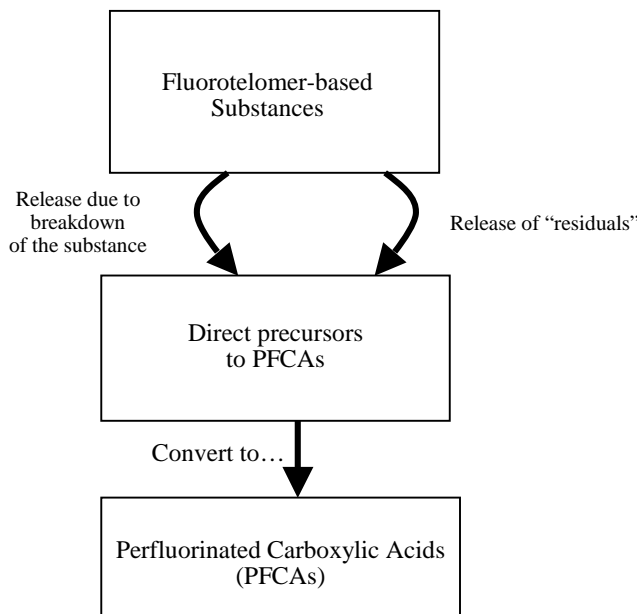 Fluorotelomer-based
Substances
Release due to
breakdown
of the substance
Release of “residuals”
Direct precursors
to PFCAs
Convert to…
Perfluorinated Carboxylic Acids
(PFCAs)